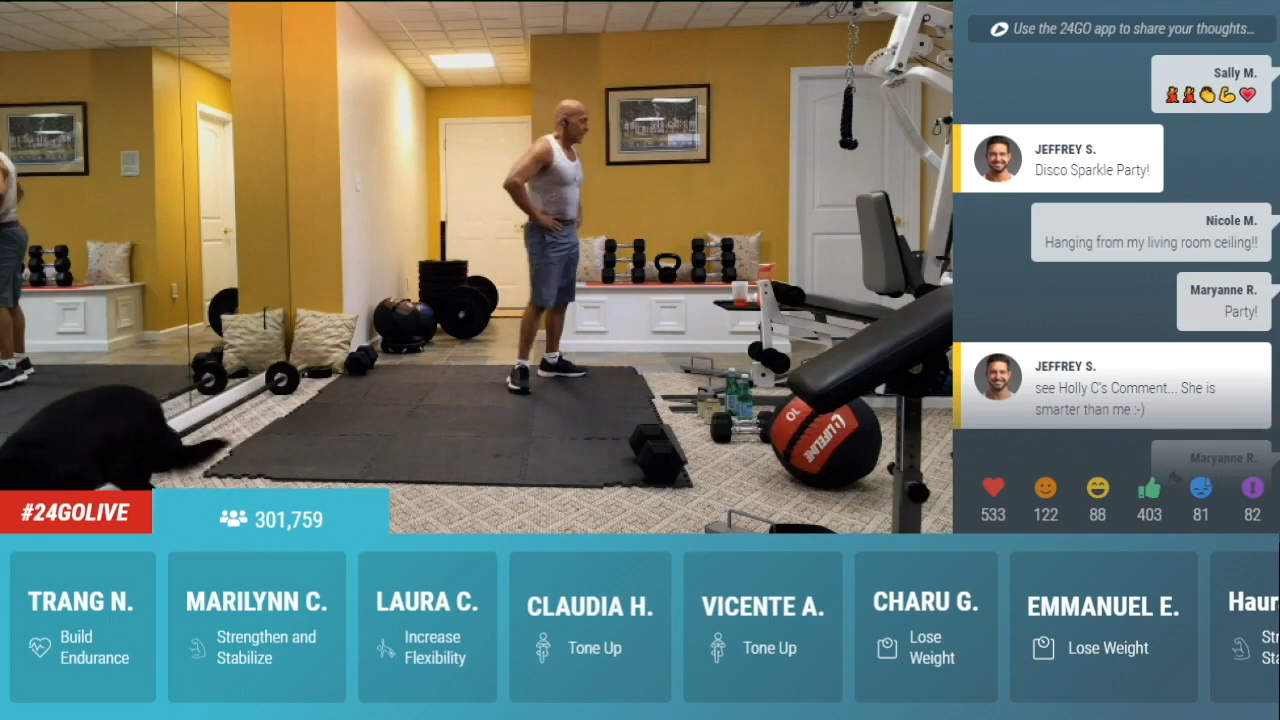 Use the 24GO app to share your thoughts...
Sally M.
JEFFREY S.
Disco Sparkle Party!
Nicole M.
Hanging from my living room ceiling!!
Maryanne R.
Party!
JEFFREY S.
see Holly C's Comment... She is
smarter than me :-)
Maryanne R.
533
122
88
403
81
82
LIFELINE
10
#24GOLIVE
301,759
TRANG N.
Build
Endurance
MARILYNN C.
Strengthen and
Stabilize
LAURA C.
Increase
Flexibility
CLAUDIA H.
Tone Up
VICENTE A.
Tone Up
CHARU G.
Lose
Weight
EMMANUEL E.
Lose Weight
Haur
Str
Sta